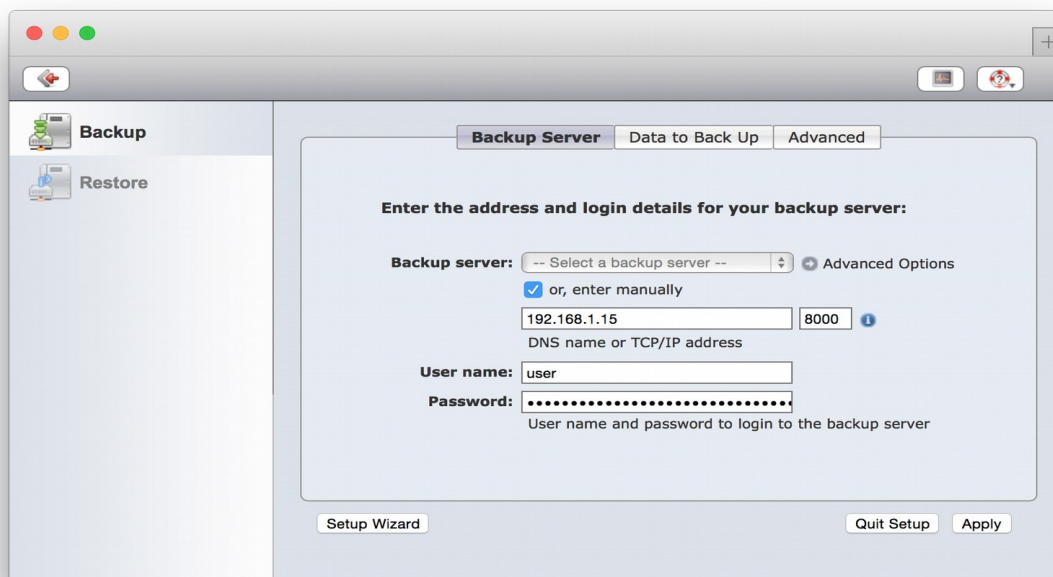 Backup
Restore
Backup Server Data to Back Up Advanced
Enter the address and login details for your backup server:
Backup server: -- Select a backup server -- Advanced Options
or, enter manually
192.168.1.15 8000
DNS name or TCP/IP address
User name: user
Password: ••••••••••••••••••••••••••••••
User name and password to login to the backup server
Setup Wizard Quit Setup Apply